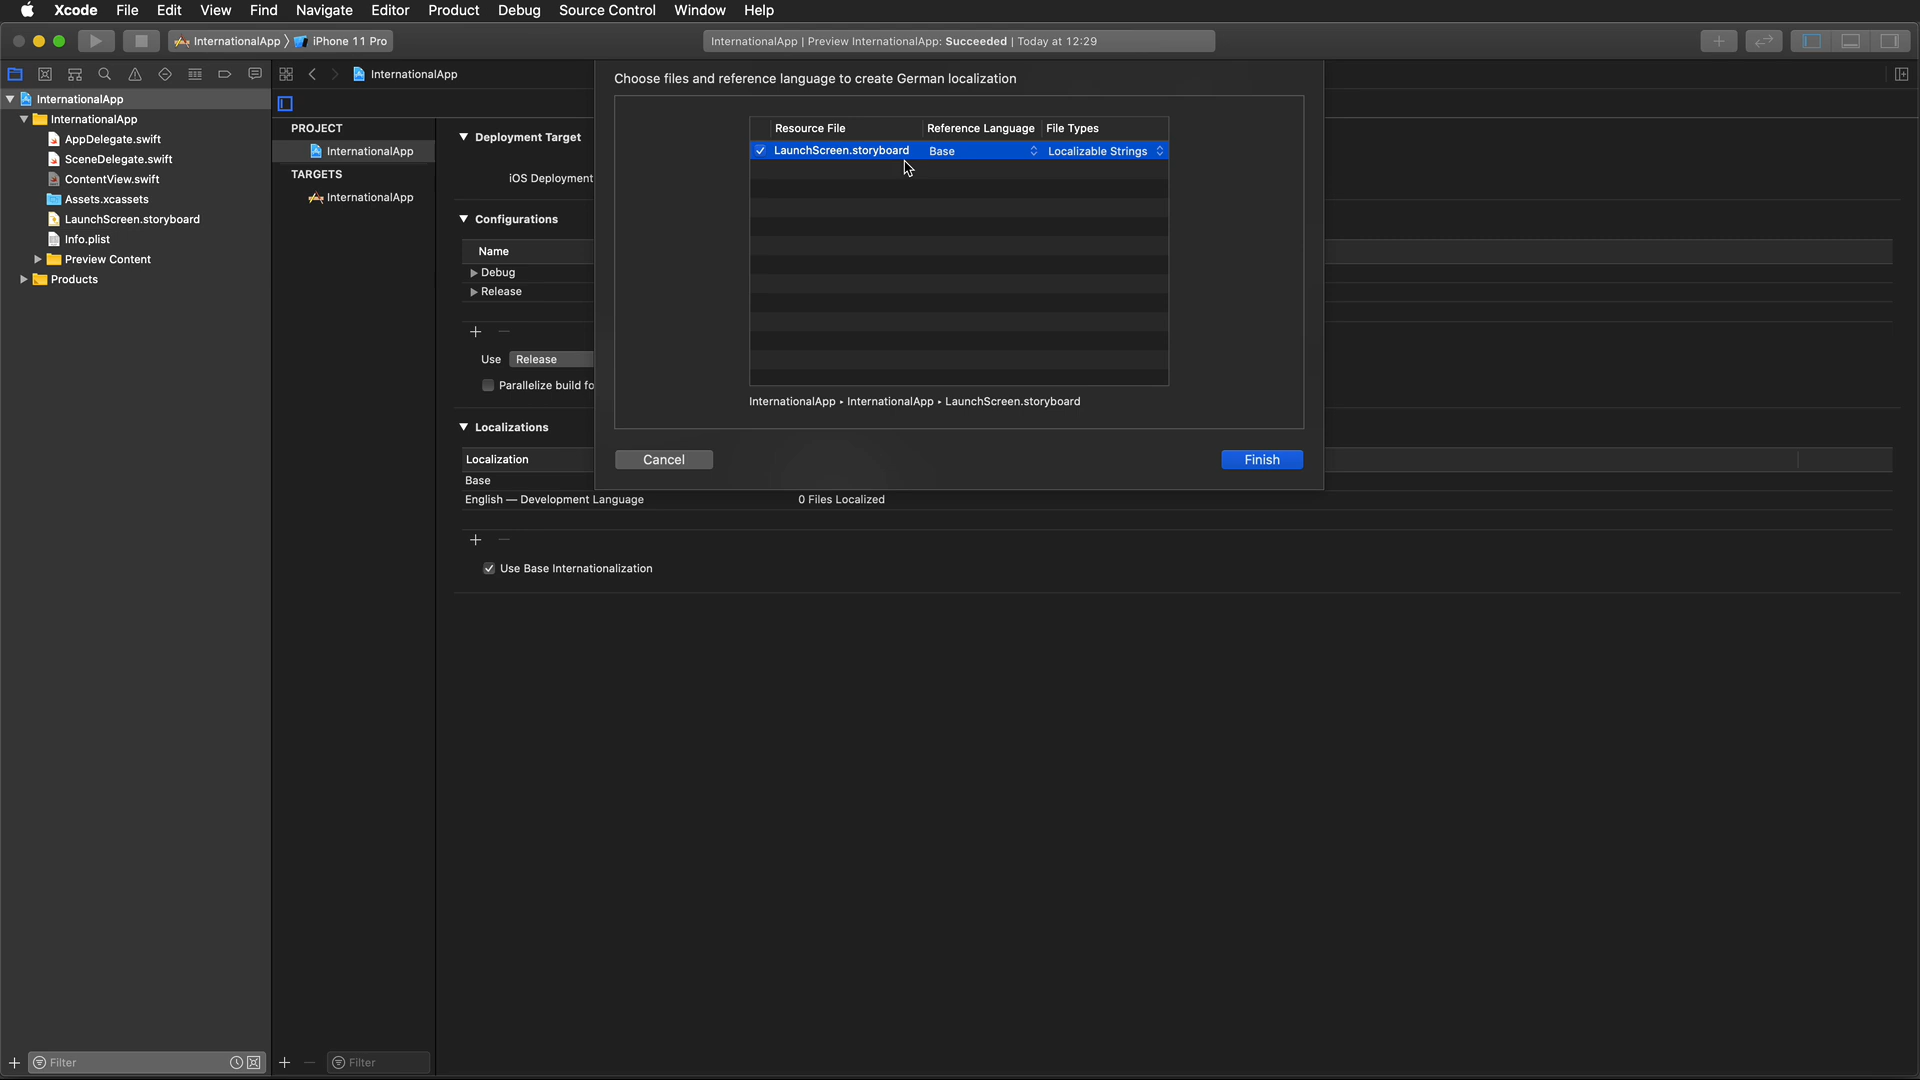 Xcode File Edit View Find Navigate Editor Product Debug Source Control Window Help
InternationalApp iPhone 11 Pro
InternationalApp | Preview InternationalApp: Succeeded | Today at 12:29
InternationalApp
InternationalApp
InternationalApp
AppDelegate.swift
SceneDelegate.swift
ContentView.swift
Assets.xcassets
LaunchScreen.storyboard
Info.plist
Preview Content
Products
Filter
PROJECT
InternationalApp
TARGETS
InternationalApp
Filter
Deployment Target
iOS Deployment
Configurations
Name
Debug
Release
Use Release
Parallelize build fo
Localizations
Localization
Base
English — Development Language 0 Files Localized
Use Base Internationalization
Choose files and reference language to create German localization
Resource File Reference Language File Types
LaunchScreen.storyboard Base Localizable Strings
InternationalApp ▸ InternationalApp ▸ LaunchScreen.storyboard
Cancel Finish